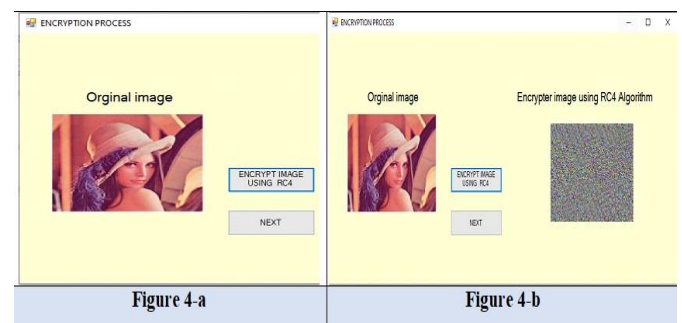 ENCRYPTION PROCESS
Orginal image
ENCRYPT IMAGE
USING RC4
NEXT
Figure 4-a
ENCRYPTION PROCESS
Orginal image
Encrypter image using RC4 Algorithm
ENCRYPT IMAGE
USING RC4
NEXT
Figure 4-b